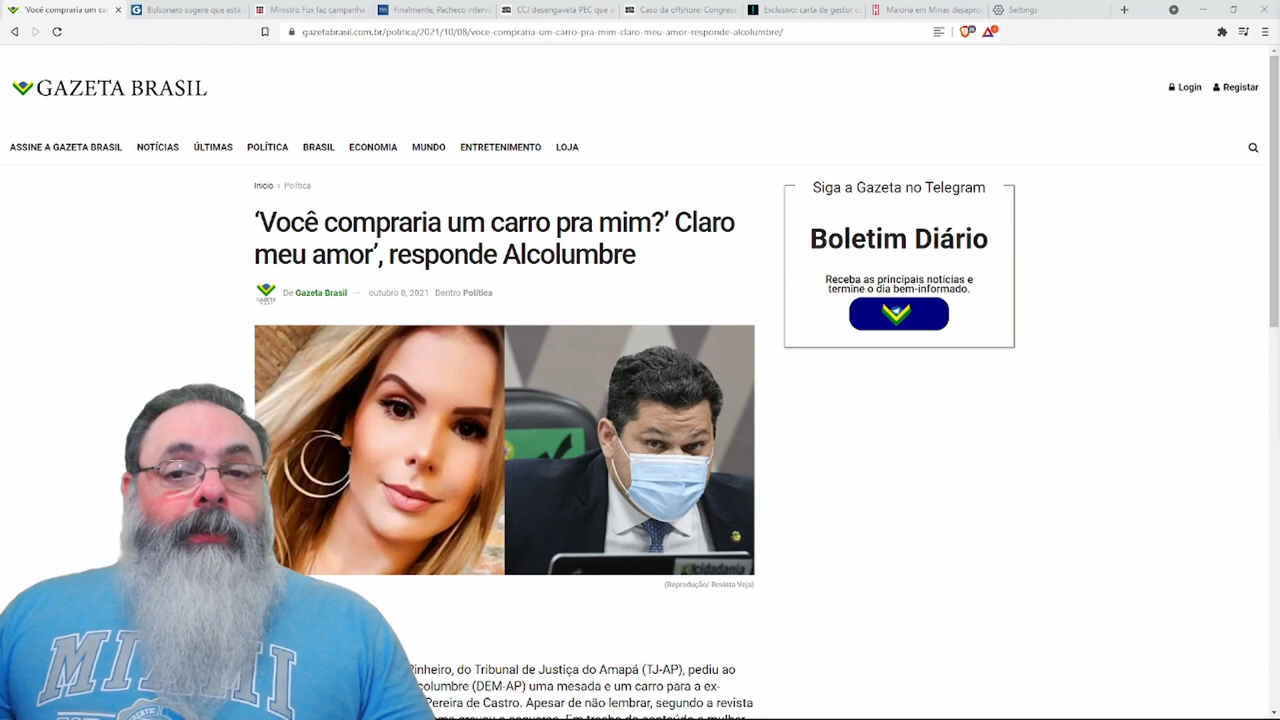 'Você compraria um car
Bolsonaro sugere que está
Ministro Fux faz campanha
Finalmente, Pacheco interv
CCJ desengaveta PEC que a
Caso da offshore: Congress
Exclusivo: carta de gestor c
Maioria em Minas desapro
Settings
gazetabrasil.com.br/politica/2021/10/08/voce-compraria-um-carro-pra-mim-claro-meu-amor-responde-alcolumbre/
GAZETA BRASIL
Login
Registar
ASSINE A GAZETA BRASIL NOTÍCIAS ÚLTIMAS POLÍTICA BRASIL ECONOMIA MUNDO ENTRETENIMENTO LOJA
Início > Política
‘Você compraria um carro pra mim?’ Claro
meu amor’, responde Alcolumbre
De Gazeta Brasil — outubro 8, 2021 Dentro Política
Siga a Gazeta no Telegram
Boletim Diário
Receba as principais notícias e
termine o dia bem-informado.
cidadania
(Reprodução/ Revista Veja)
Pinheiro, do Tribunal de Justiça do Amapá (TJ-AP), pediu ao
columbre (DEM-AP) uma mesada e um carro para a ex-
Pereira de Castro. Apesar de não lembrar, segundo a revista
MIAMI